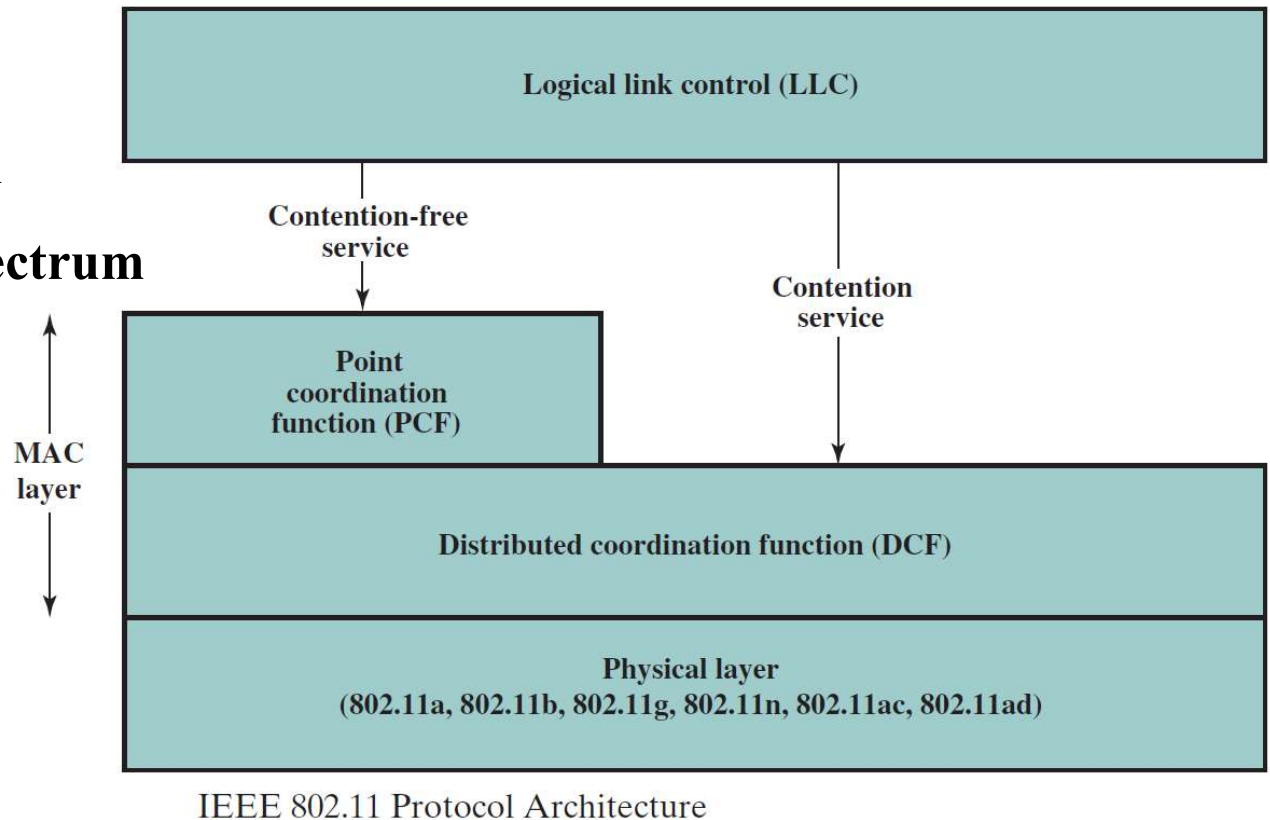 Logical link control (LLC)
Contention-free
service
ectrum
Contention
service
Point
coordination
function (PCF)
MAC
layer
Distributed coordination function (DCF)
Physical layer
(802.11a, 802.11b, 802.11g, 802.11n, 802.11ac, 802.11ad)
IEEE 802.11 Protocol Architecture